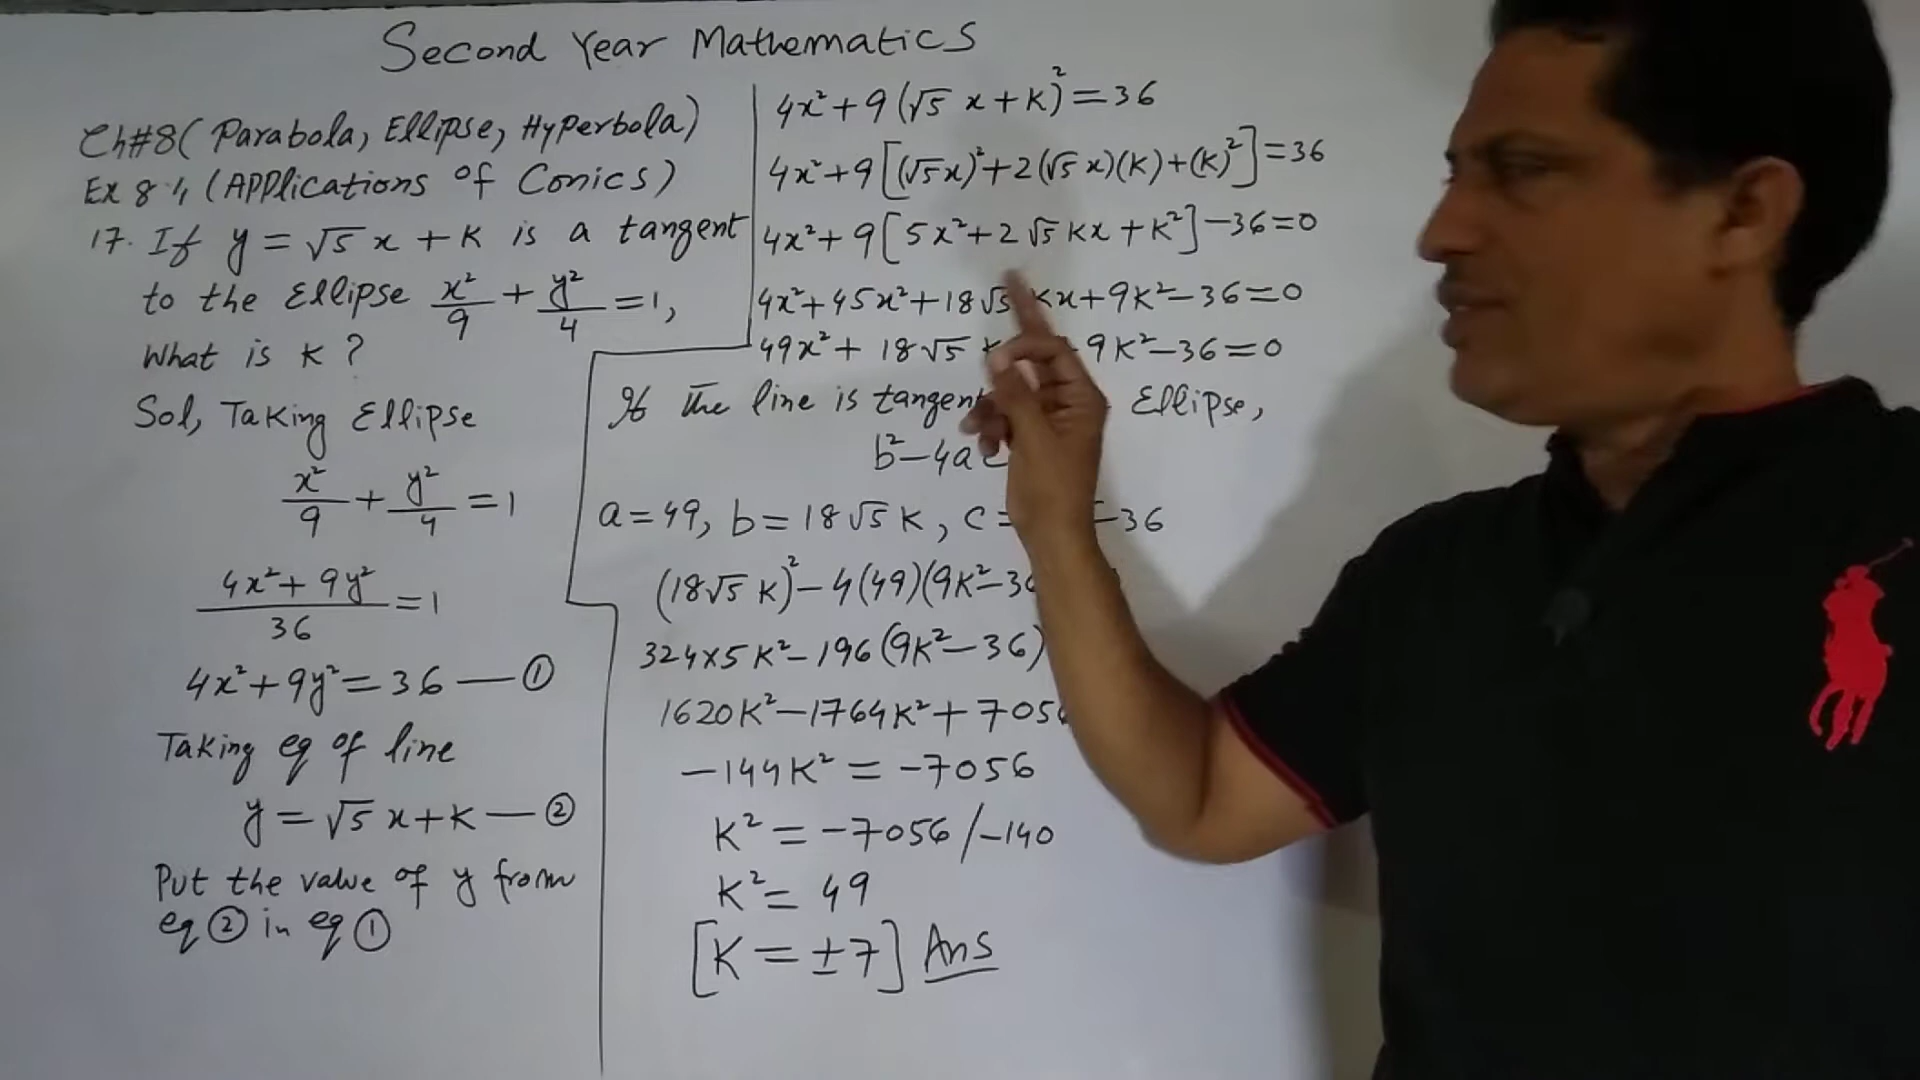 Second Year Mathematics
Ch#8(Parabola, Ellipse, Hyperbola)
Ex 8.1, (Applications of Conics)
17. If y = √5 x + K is a tangent
to the Ellipse x²/9 + y²/4 = 1,
What is K ?
Sol, Taking Ellipse
x²/9 + y²/4 = 1
4x² + 9y²/36 = 1
4x² + 9y² = 36 — ①
Taking eq of line
y = √5 x + K — ②
Put the value of y from
eq ② in eq ①
4x² + 9(√5 x + K)² = 36
4x² + 9[(√5x)² + 2(√5 x)(K) + (K)²] = 36
4x² + 9[5x² + 2√5 Kx + K²] - 36 = 0
4x² + 45x² + 18√5 Kx + 9K² - 36 = 0
49x² + 18√5 9K² - 36 = 0
If the line is tangent Ellipse,
b² - 4ac
a = 49, b = 18√5 K, c = -36
(18√5 K)² - 4(49)(9K² - 36
324×5K² - 196(9K² - 36)
1620K² - 1764K² + 7056
-144K² = -7056
K² = -7056/-140
K² = 49
[K = ±7] Ans